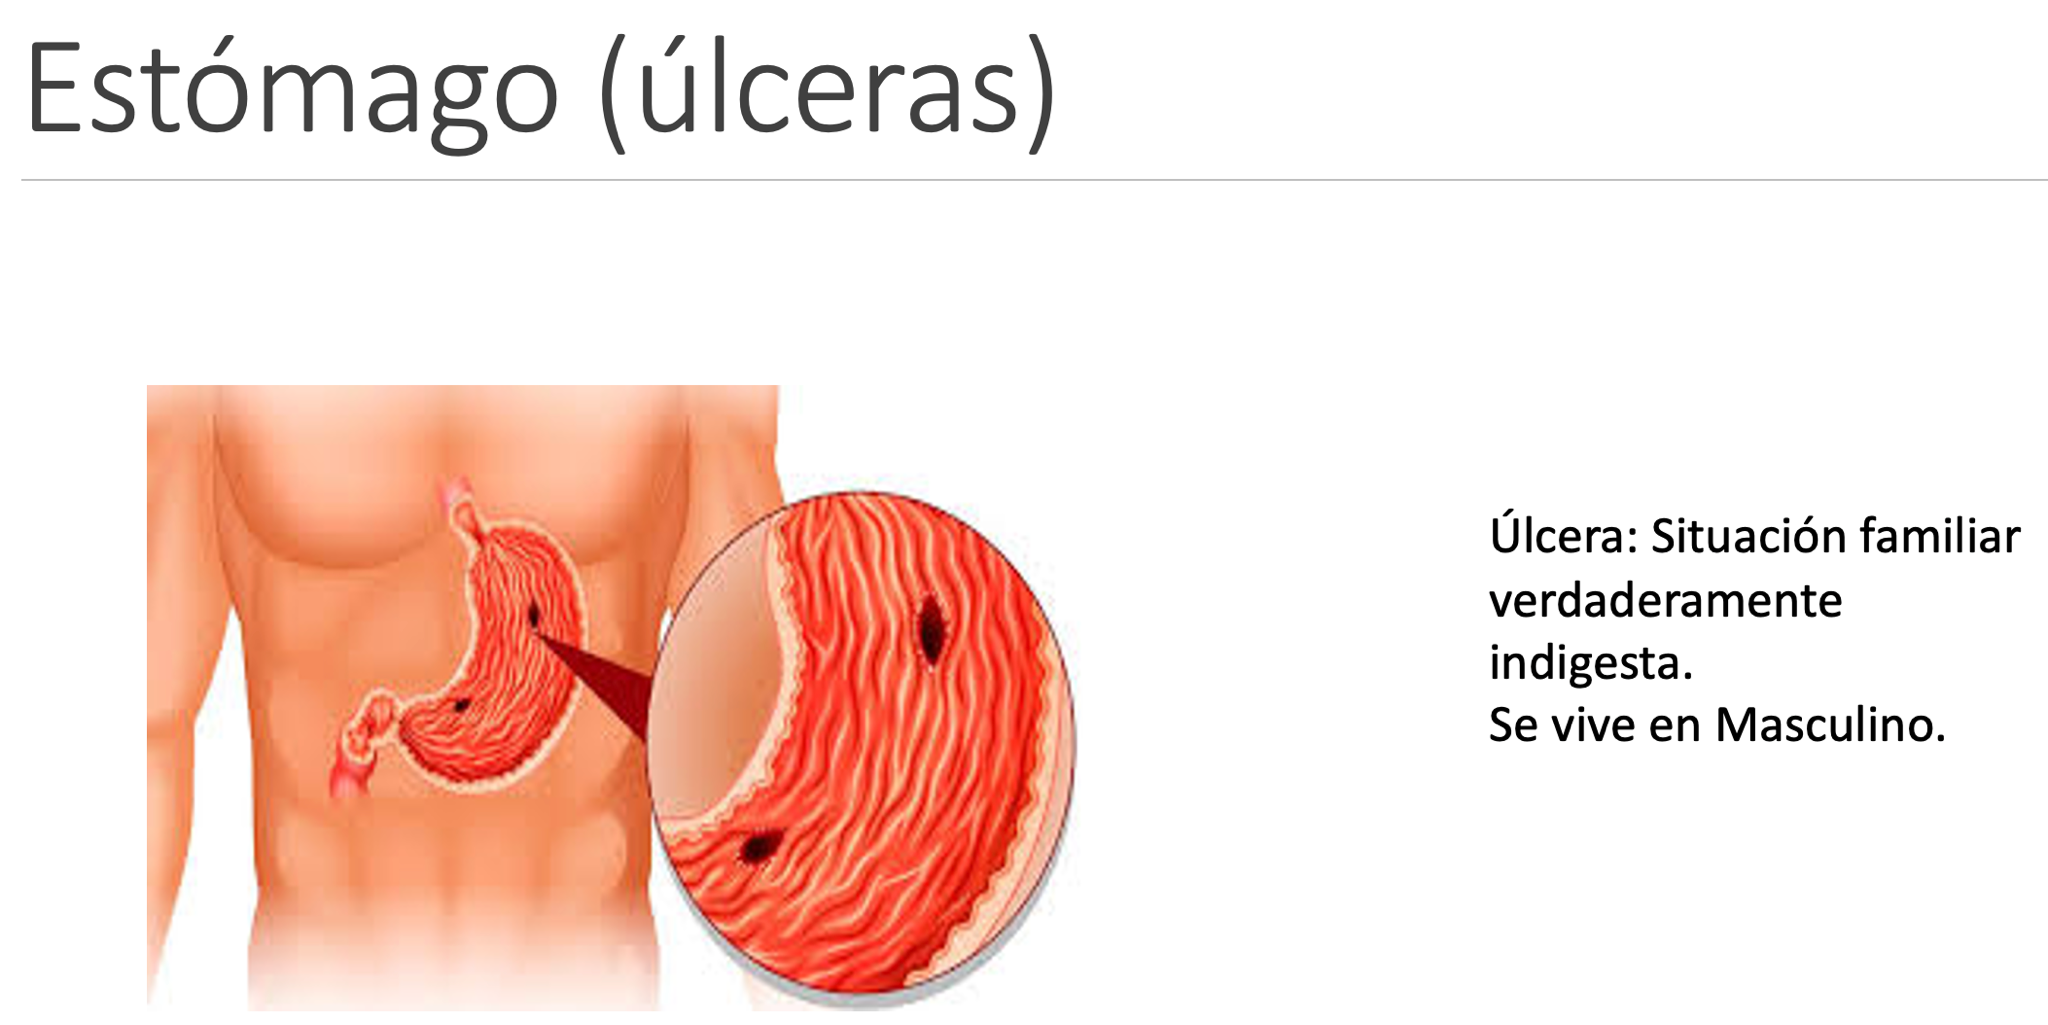 Estómago (úlceras)
Úlcera: Situación familiar
verdaderamente
indigesta.
Se vive en Masculino.